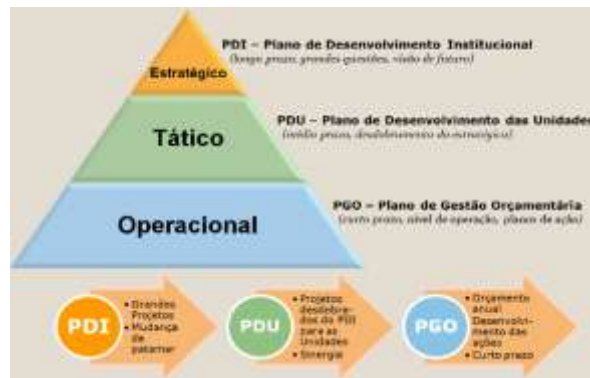 PDI – Plano de Desenvolvimento Institucional
(longo prazo, grandes questões, visão de futuro)
Estratégico
PDU – Plano de Desenvolvimento das Unidades
(médio prazo, desdobramento do estratégico)
Tático
PGO – Plano de Gestão Orçamentária
(curto prazo, nível de operação, planos de ação)
Operacional
PDI
• Grandes
Projetos
• Mudança
de
patamar
PDU
• Projetos
desdobra-
dos do PDI
para as
Unidades
• Sinergia
PGO
• Orçamento
anual
Desenvolvi-
mento das
ações
• Curto prazo